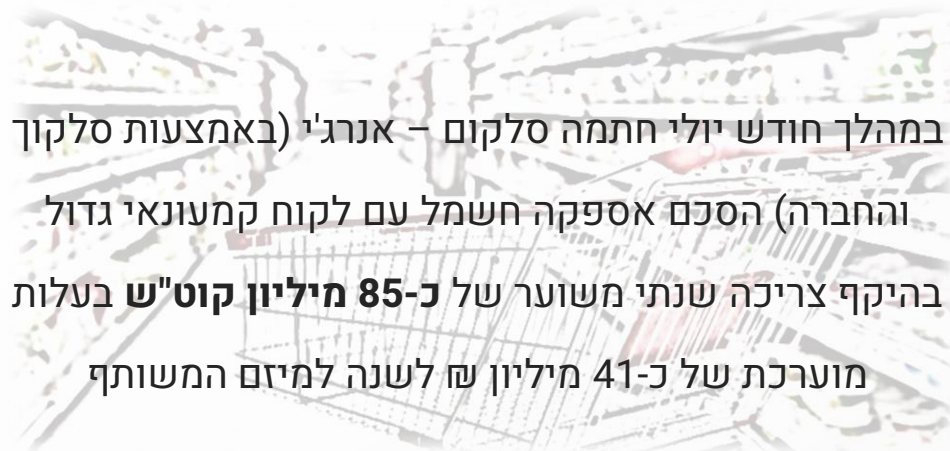 במהלך חודש יולי חתמה סלקום – אנרג'י (באמצעות סלקוך
והחברה) הסכם אספקה חשמל עם לקוח קמעונאי גדול
בהיקף צריכה שנתי משוער של כ-85 מיליון קוט"ש בעלות
מוערכת של כ-41 מיליון ₪ לשנה למיזם המשותף